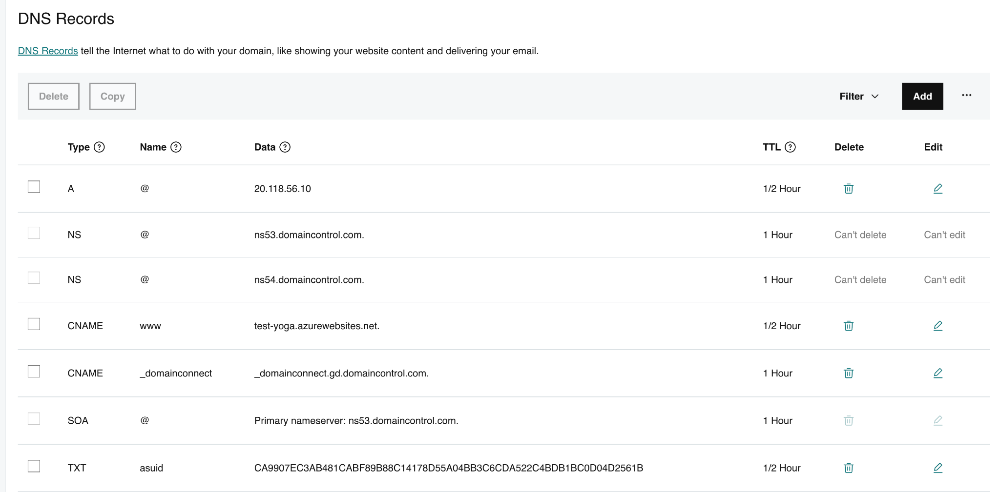 DNS Records
DNS Records tell the Internet what to do with your domain, like showing your website content and delivering your email.
Delete Copy Filter Add ...
Type ? Name ? Data ? TTL ? Delete Edit
A @ 20.118.56.10 1/2 Hour
NS @ ns53.domaincontrol.com. 1 Hour Can't delete Can't edit
NS @ ns54.domaincontrol.com. 1 Hour Can't delete Can't edit
CNAME www test-yoga.azurewebsites.net. 1/2 Hour
CNAME _domainconnect _domainconnect.gd.domaincontrol.com. 1 Hour
SOA @ Primary nameserver: ns53.domaincontrol.com. 1 Hour
TXT asuid CA9907EC3AB481CABF89B88C14178D55A04BB3C6CDA522C4BDB1BC0D04D2561B 1/2 Hour